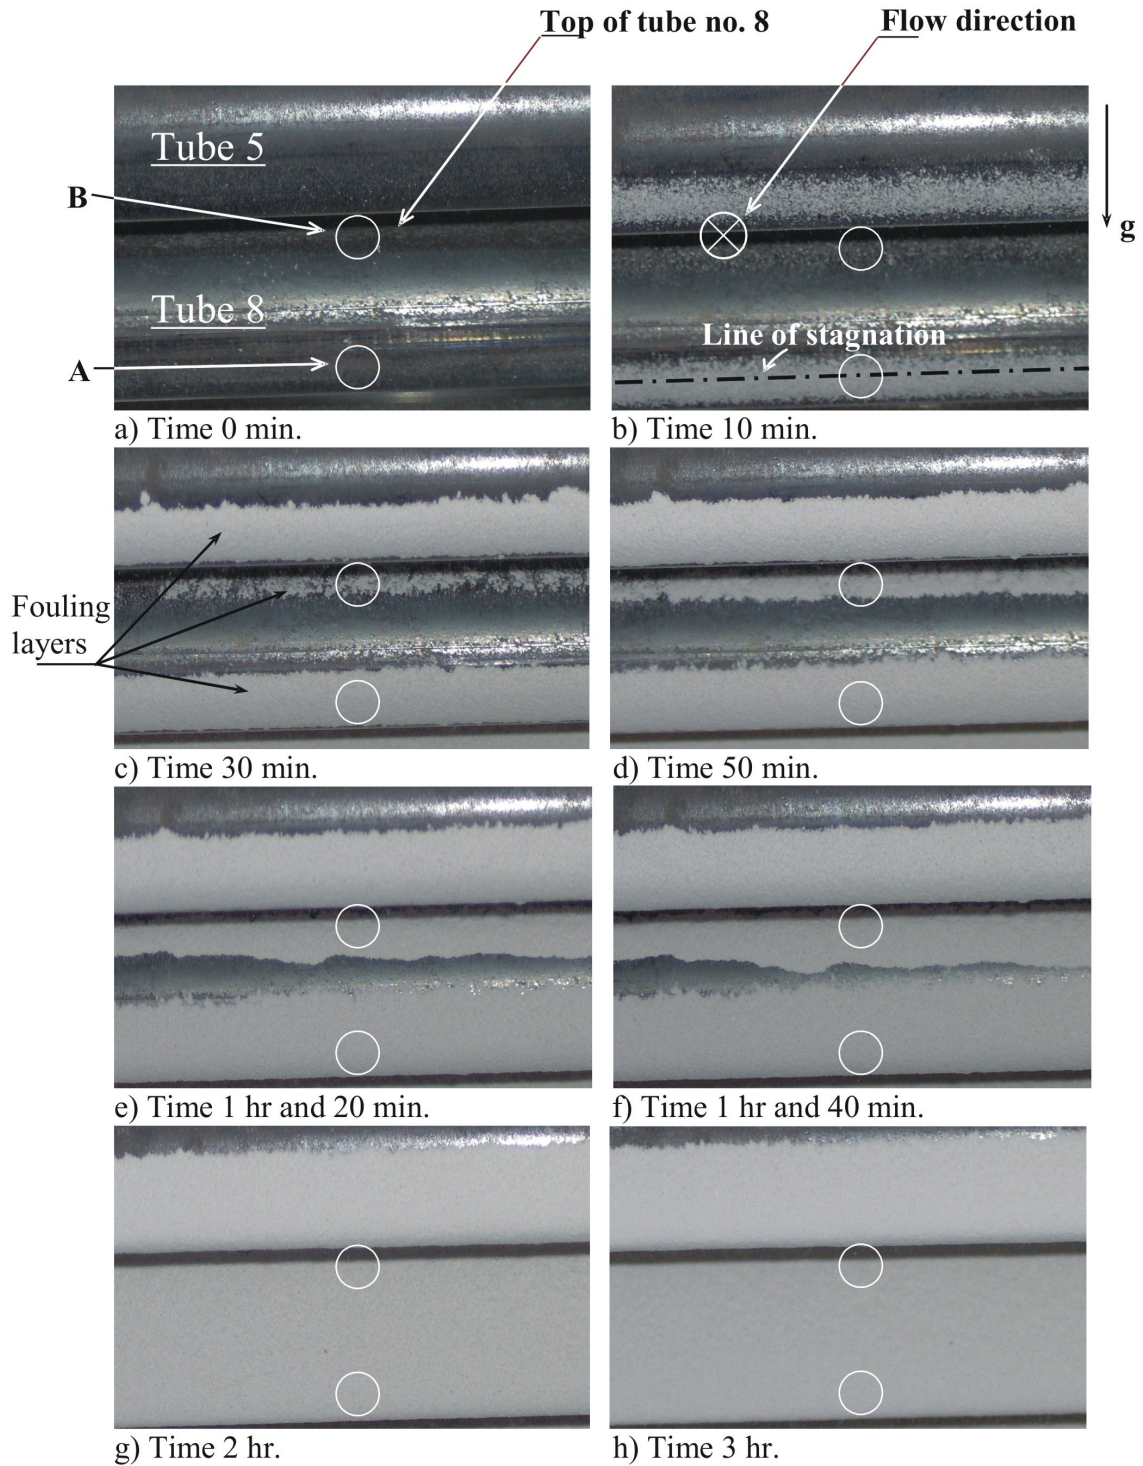 Top of tube no. 8
Flow direction
Tube 5
B
g
Tube 8
A
Line of stagnation
a) Time 0 min.
b) Time 10 min.
Fouling
layers
c) Time 30 min.
d) Time 50 min.
e) Time 1 hr and 20 min.
f) Time 1 hr and 40 min.
g) Time 2 hr.
h) Time 3 hr.